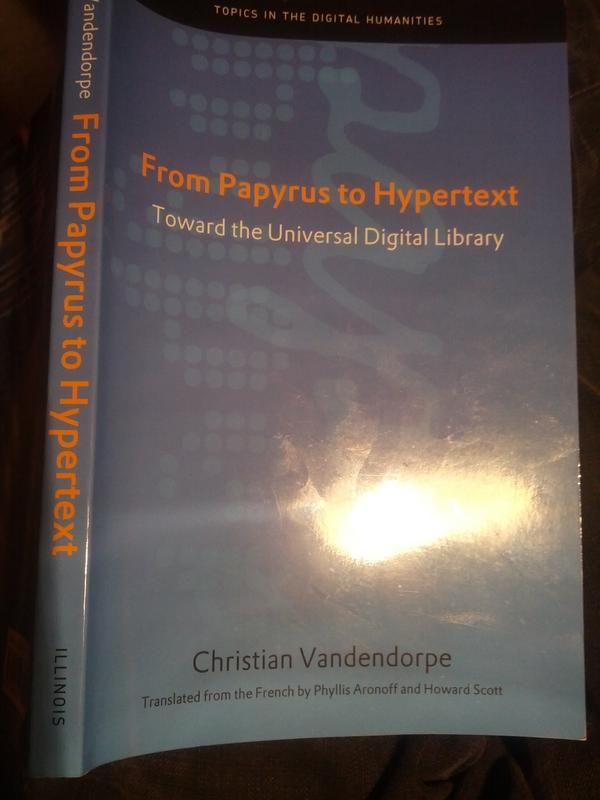 TOPICS IN THE DIGITAL HUMANITIES
From Papyrus to Hypertext
Toward the Universal Digital Library
Christian Vandendorpe
Translated from the French by Phyllis Aronoff and Howard Scott
Vandendorpe
From Papyrus to Hypertext
ILLINOIS